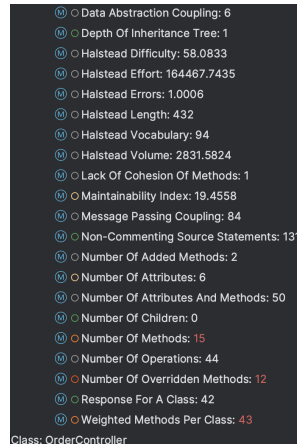 Data Abstraction Coupling: 6
Depth Of Inheritance Tree: 1
Halstead Difficulty: 58.0833
Halstead Effort: 164467.7435
Halstead Errors: 1.0006
Halstead Length: 432
Halstead Vocabulary: 94
Halstead Volume: 2831.5824
Lack Of Cohesion Of Methods: 1
Maintainability Index: 19.4558
Message Passing Coupling: 84
Non-Commenting Source Statements: 131
Number Of Added Methods: 2
Number Of Attributes: 6
Number Of Attributes And Methods: 50
Number Of Children: 0
Number Of Methods: 15
Number Of Operations: 44
Number Of Overridden Methods: 12
Response For A Class: 42
Weighted Methods Per Class: 43
Class: OrderController